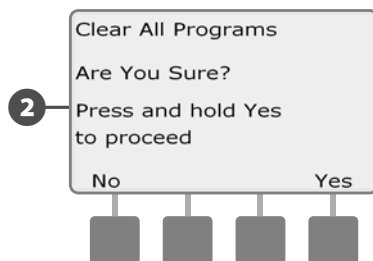 Clear All Programs
Are You Sure?
2
Press and hold Yes
to proceed
No Yes